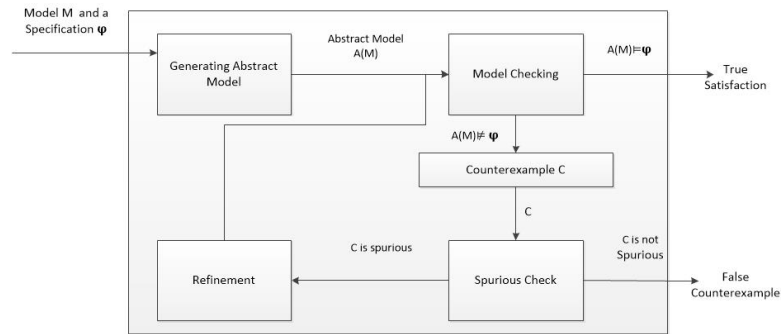 Model M and a
Specification φ
Generating Abstract
Model
Abstract Model
A(M)
Model Checking
A(M)⊨φ
True
Satisfaction
A(M)⊭ φ
Counterexample C
C
C is spurious
C is not
Spurious
Refinement
Spurious Check
False
Counterexample